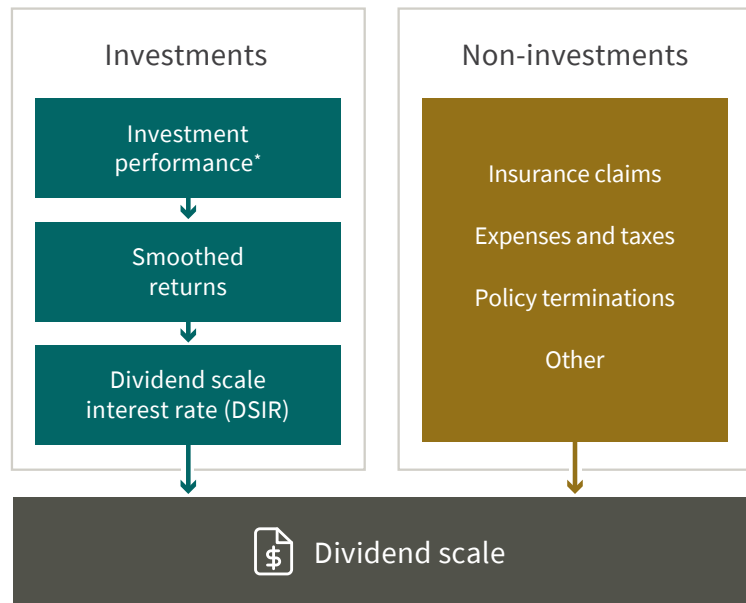 Investments
Investment
performance*
Smoothed
returns
Dividend scale
interest rate (DSIR)
Non-investments
Insurance claims
Expenses and taxes
Policy terminations
Other
$ Dividend scale